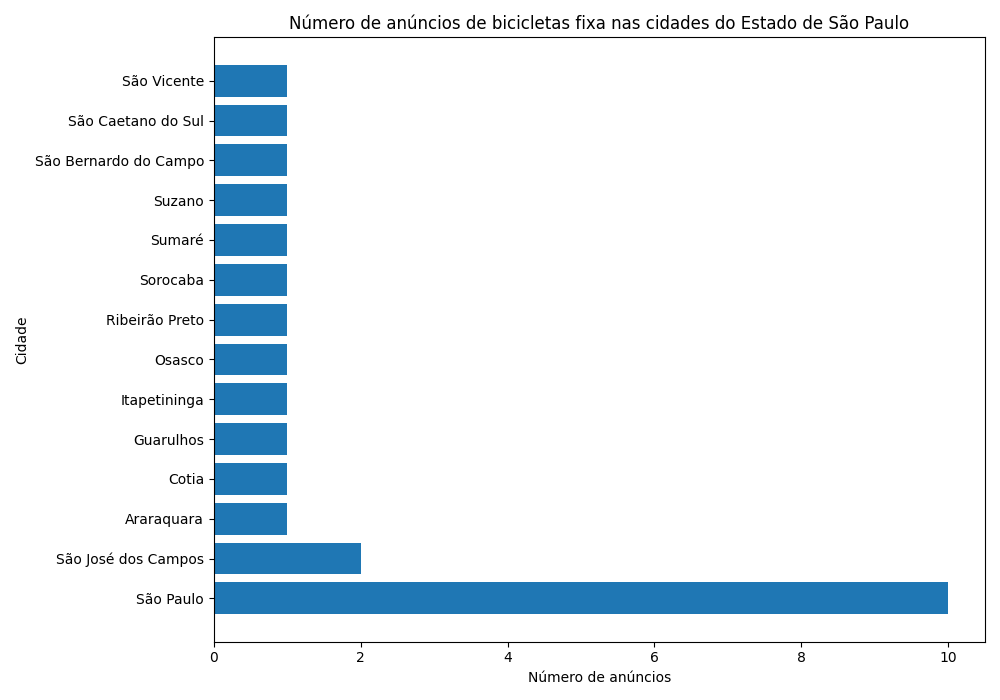 Número de anúncios de bicicletas fixa nas cidades do Estado de São Paulo
São Vicente
São Caetano do Sul
São Bernardo do Campo
Suzano
Sumaré
Sorocaba
Ribeirão Preto
Osasco
Itapetininga
Guarulhos
Cotia
Araraquara
São José dos Campos
São Paulo
Cidade
0 2 4 6 8 10
Número de anúncios